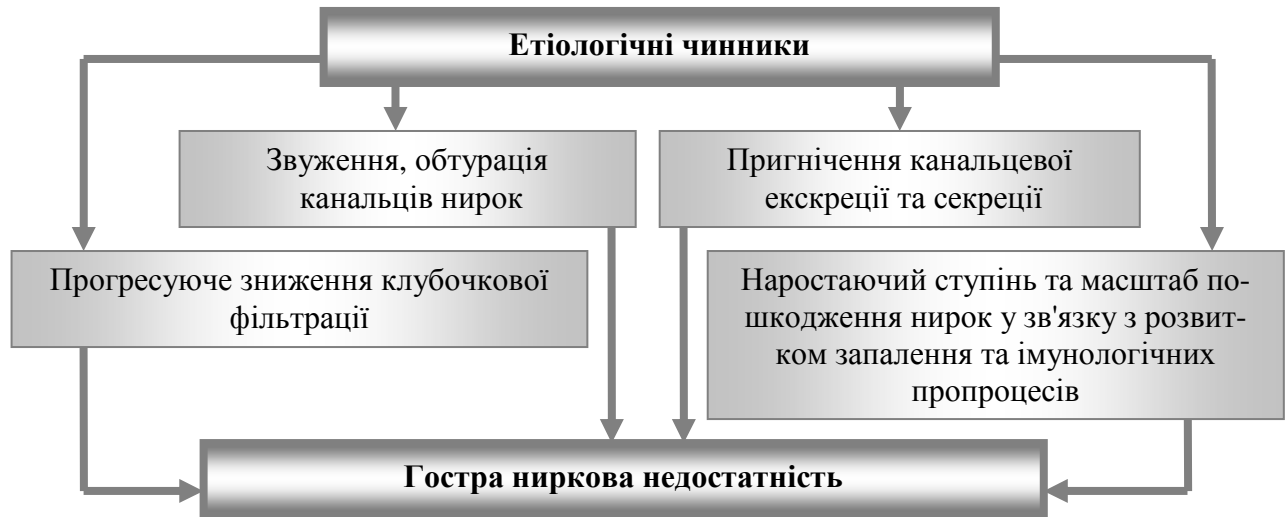 Етіологічні чинники
Звуження, обтурація
канальців нирок
Пригнічення канальцевої
екскреції та секреції
Прогресуюче зниження клубочкової
фільтрації
Наростаючий ступінь та масштаб по-
шкодження нирок у зв'язку з розвит-
ком запалення та імунологічних
пропроцесів
Гостра ниркова недостатність